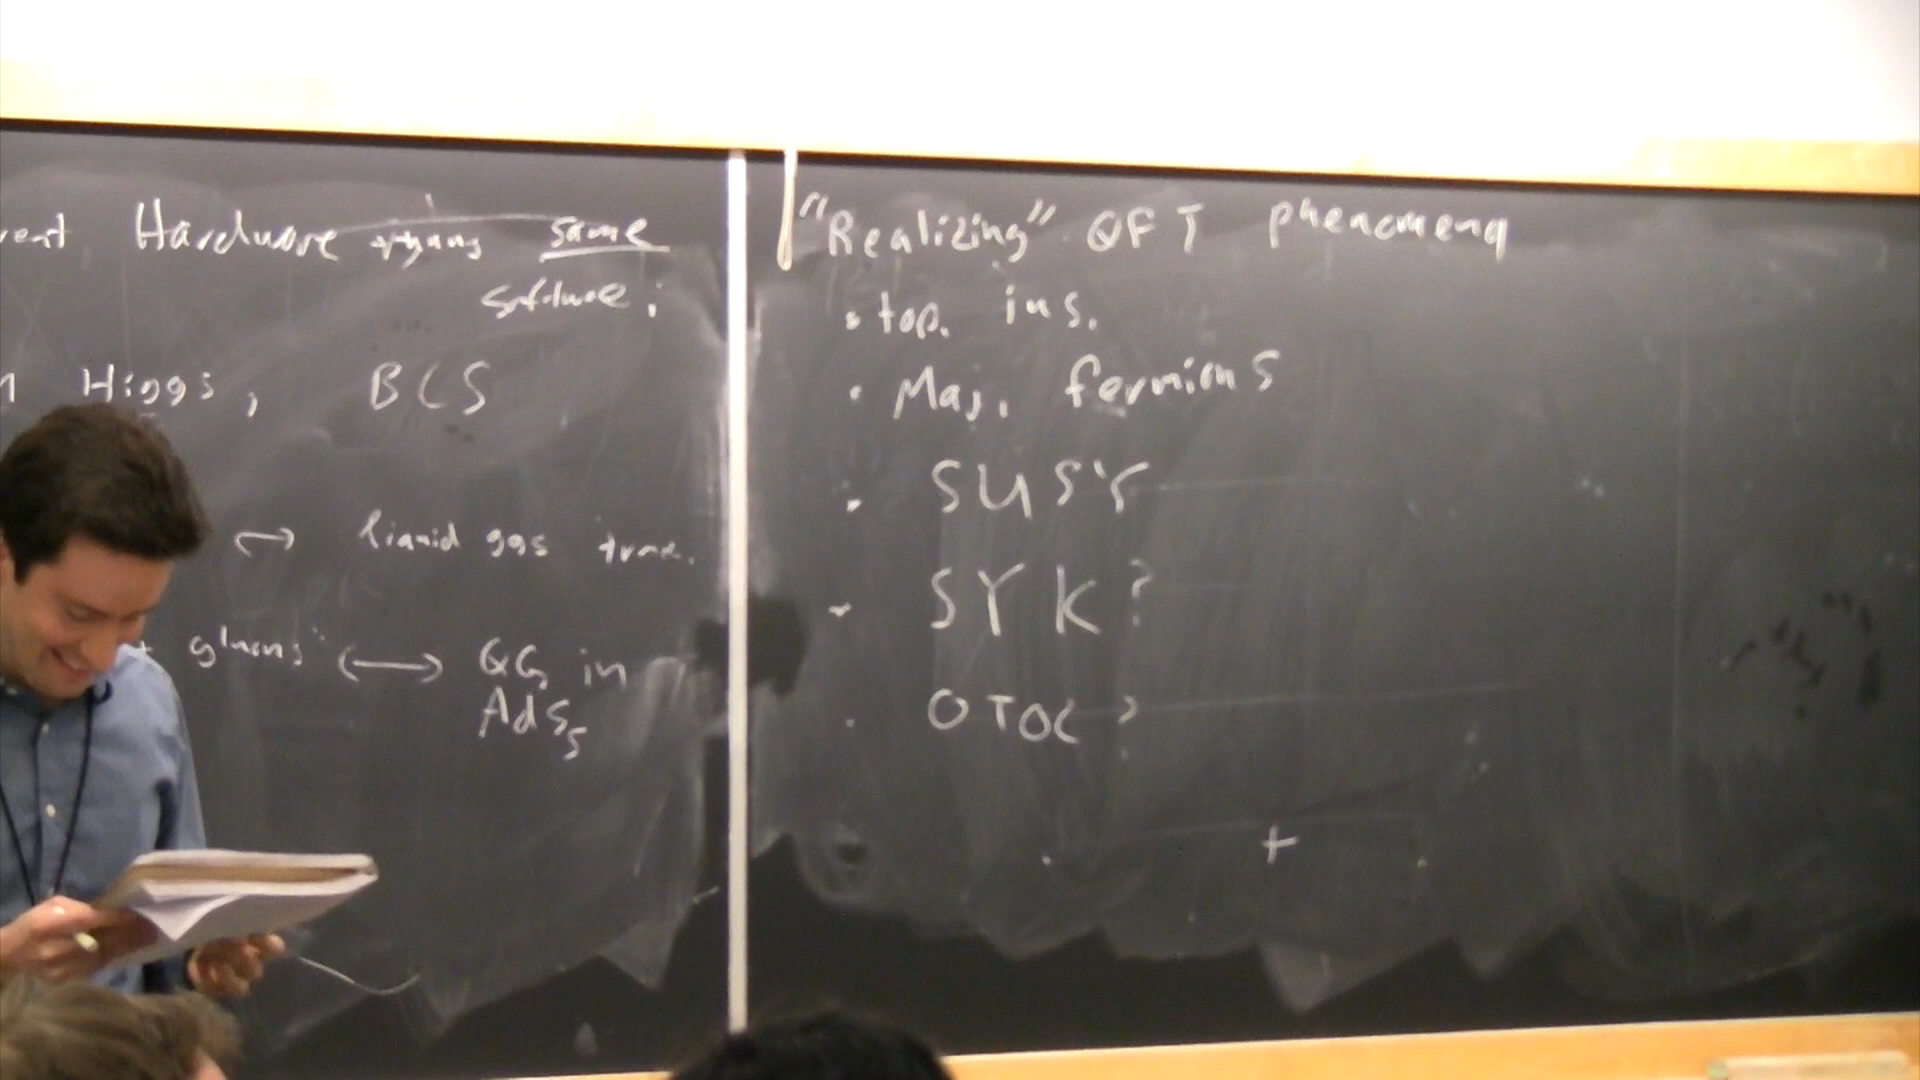 Hardware same
software;
Higgs, BCS
↔ liquid gas tran.
gluons" ↔ QG in
AdS5
"Realizing" QFT phenomena
• top. ins.
• Maj. fermions
• SUSY
• SYK?
• OTOC?
+